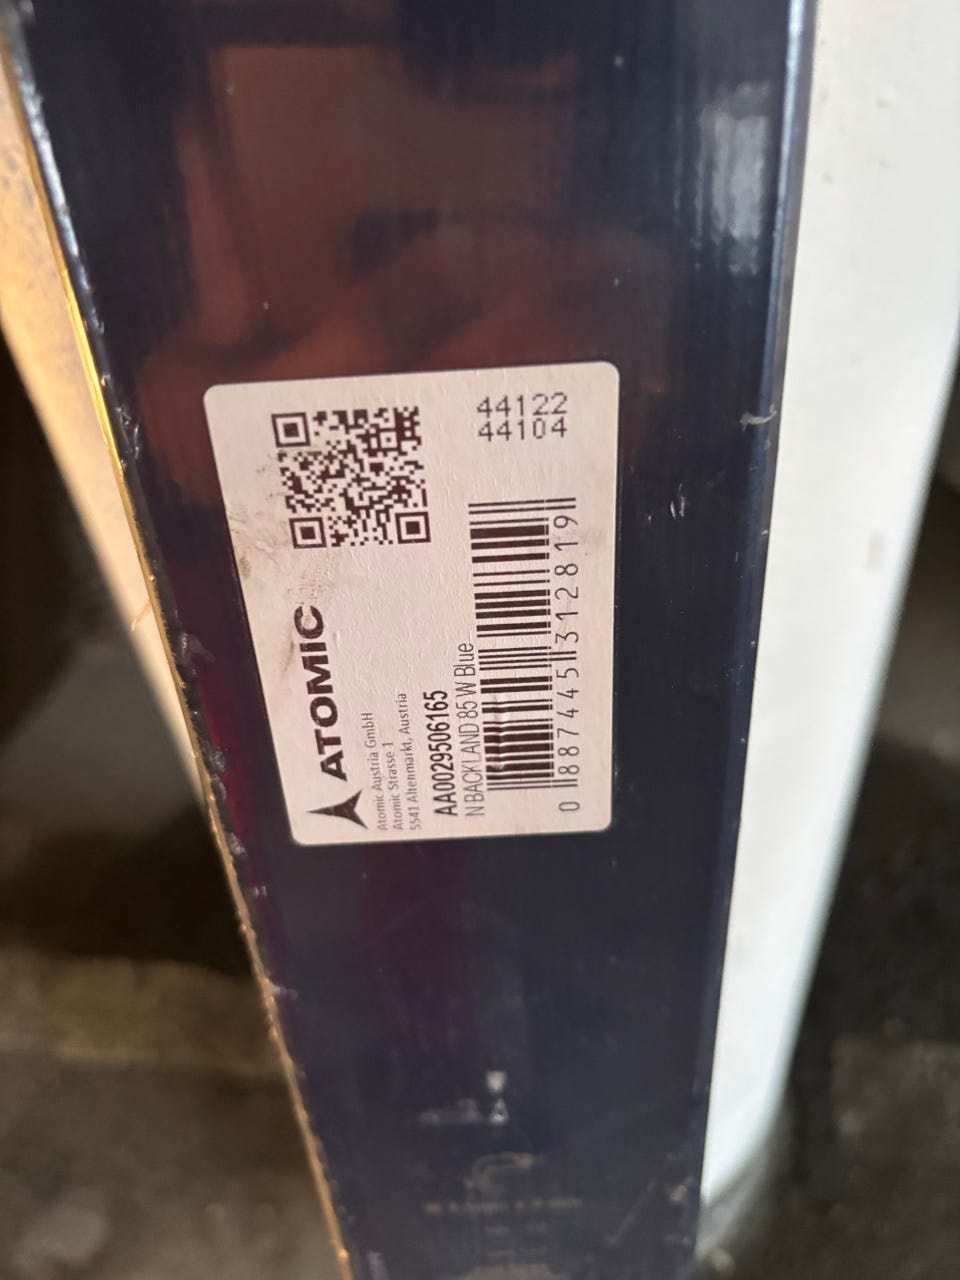 ATOMIC
Atomic Austria GmbH
Atomic Strasse 1
5541 Altenmarkt, Austria
AA0029506165
N BACKLAND 85 W Blue
44122
44104
0 887445 312819